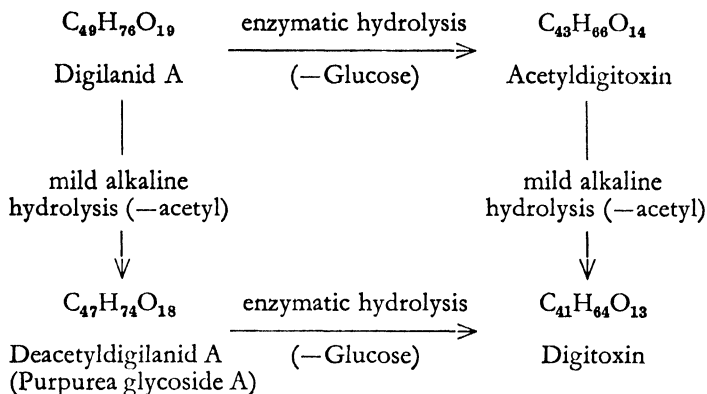 C₄₉H₇₆O₁₉ enzymatic hydrolysis C₄₃H₆₆O₁₄
Digilanid A (—Glucose) Acetyldigitoxin
mild alkaline mild alkaline
hydrolysis (—acetyl) hydrolysis (—acetyl)
C₄₇H₇₄O₁₈ enzymatic hydrolysis C₄₁H₆₄O₁₃
Deacetyldigilanid A (—Glucose) Digitoxin
(Purpurea glycoside A)